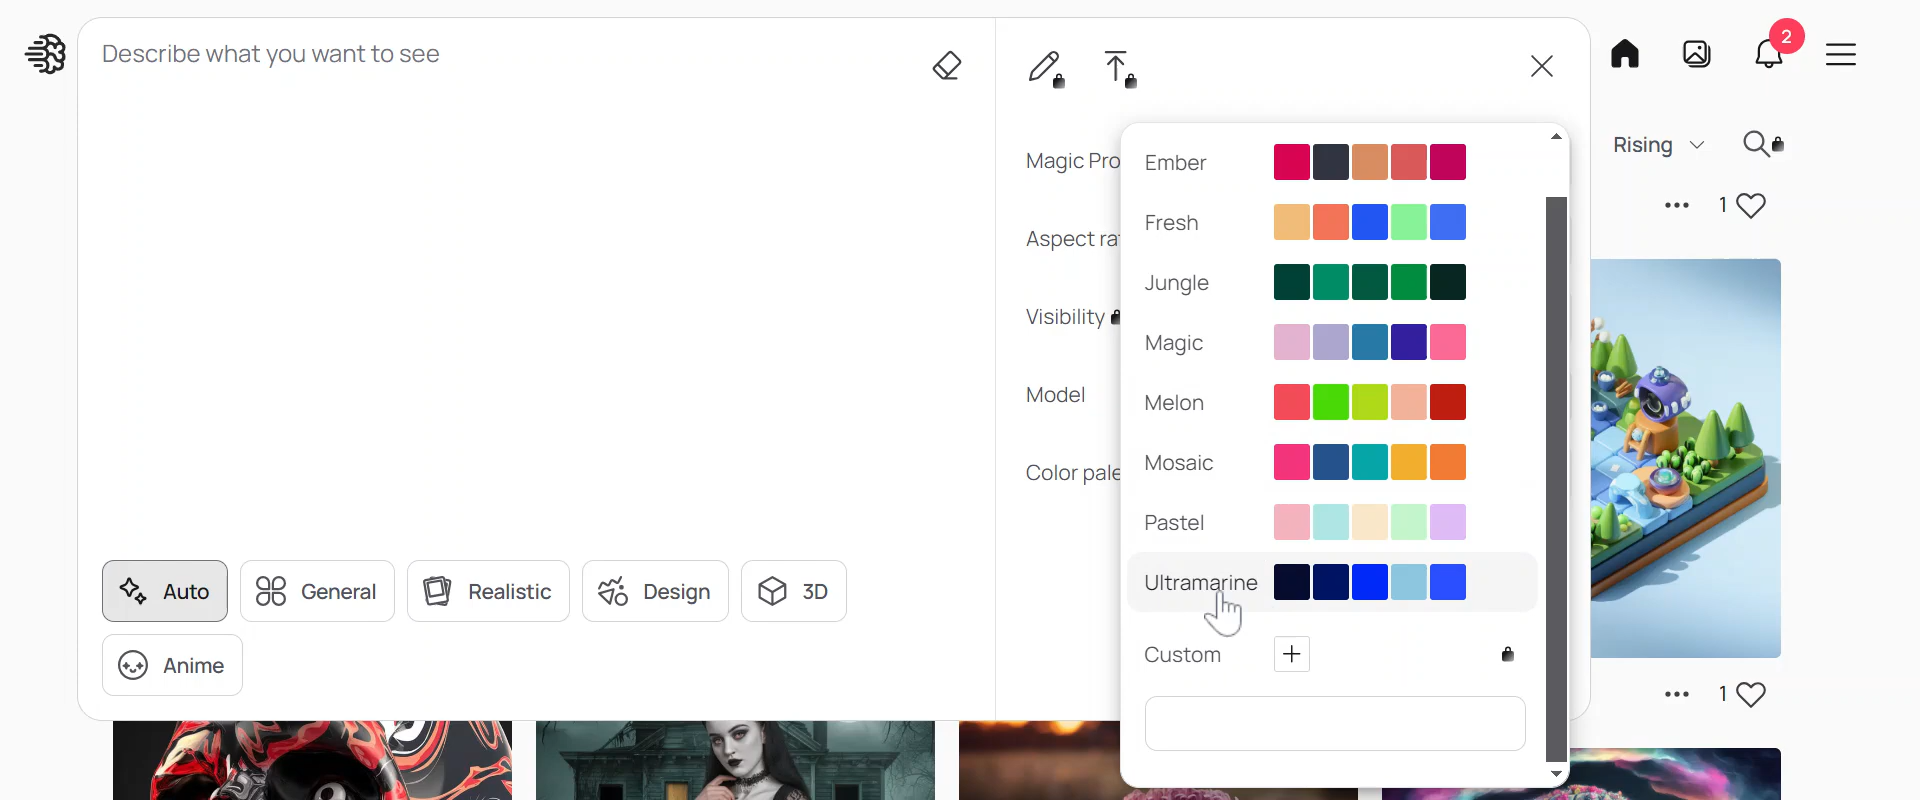 Describe what you want to see
2
Magic Pro
Aspect ra
Visibility
Model
Color pale
Ember
Fresh
Jungle
Magic
Melon
Mosaic
Pastel
Ultramarine
Custom
Rising
1
1
Auto
General
Realistic
Design
3D
Anime